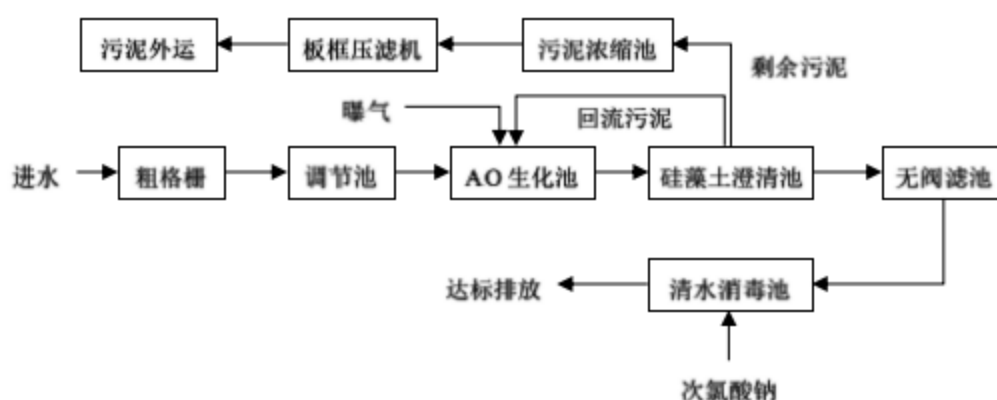 污泥外运
板框压滤机
污泥浓缩池
剩余污泥
曝气
回流污泥
进水
粗格栅
调节池
AO 生化池
硅藻土澄清池
无阀滤池
达标排放
清水消毒池
次氯酸钠